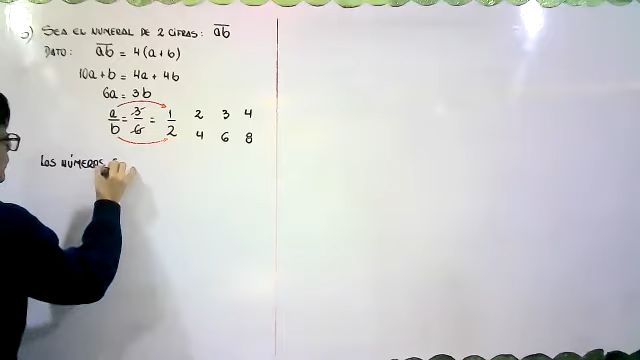 SEA EL NUMERAL DE 2 CIFRAS: ab
DATO: ab = 4(a+b)
10a+b = 4a+4b
6a = 3b
a/b = 3/6 = 1/2 2/4 3/6 4/8
LOS NÚMEROS